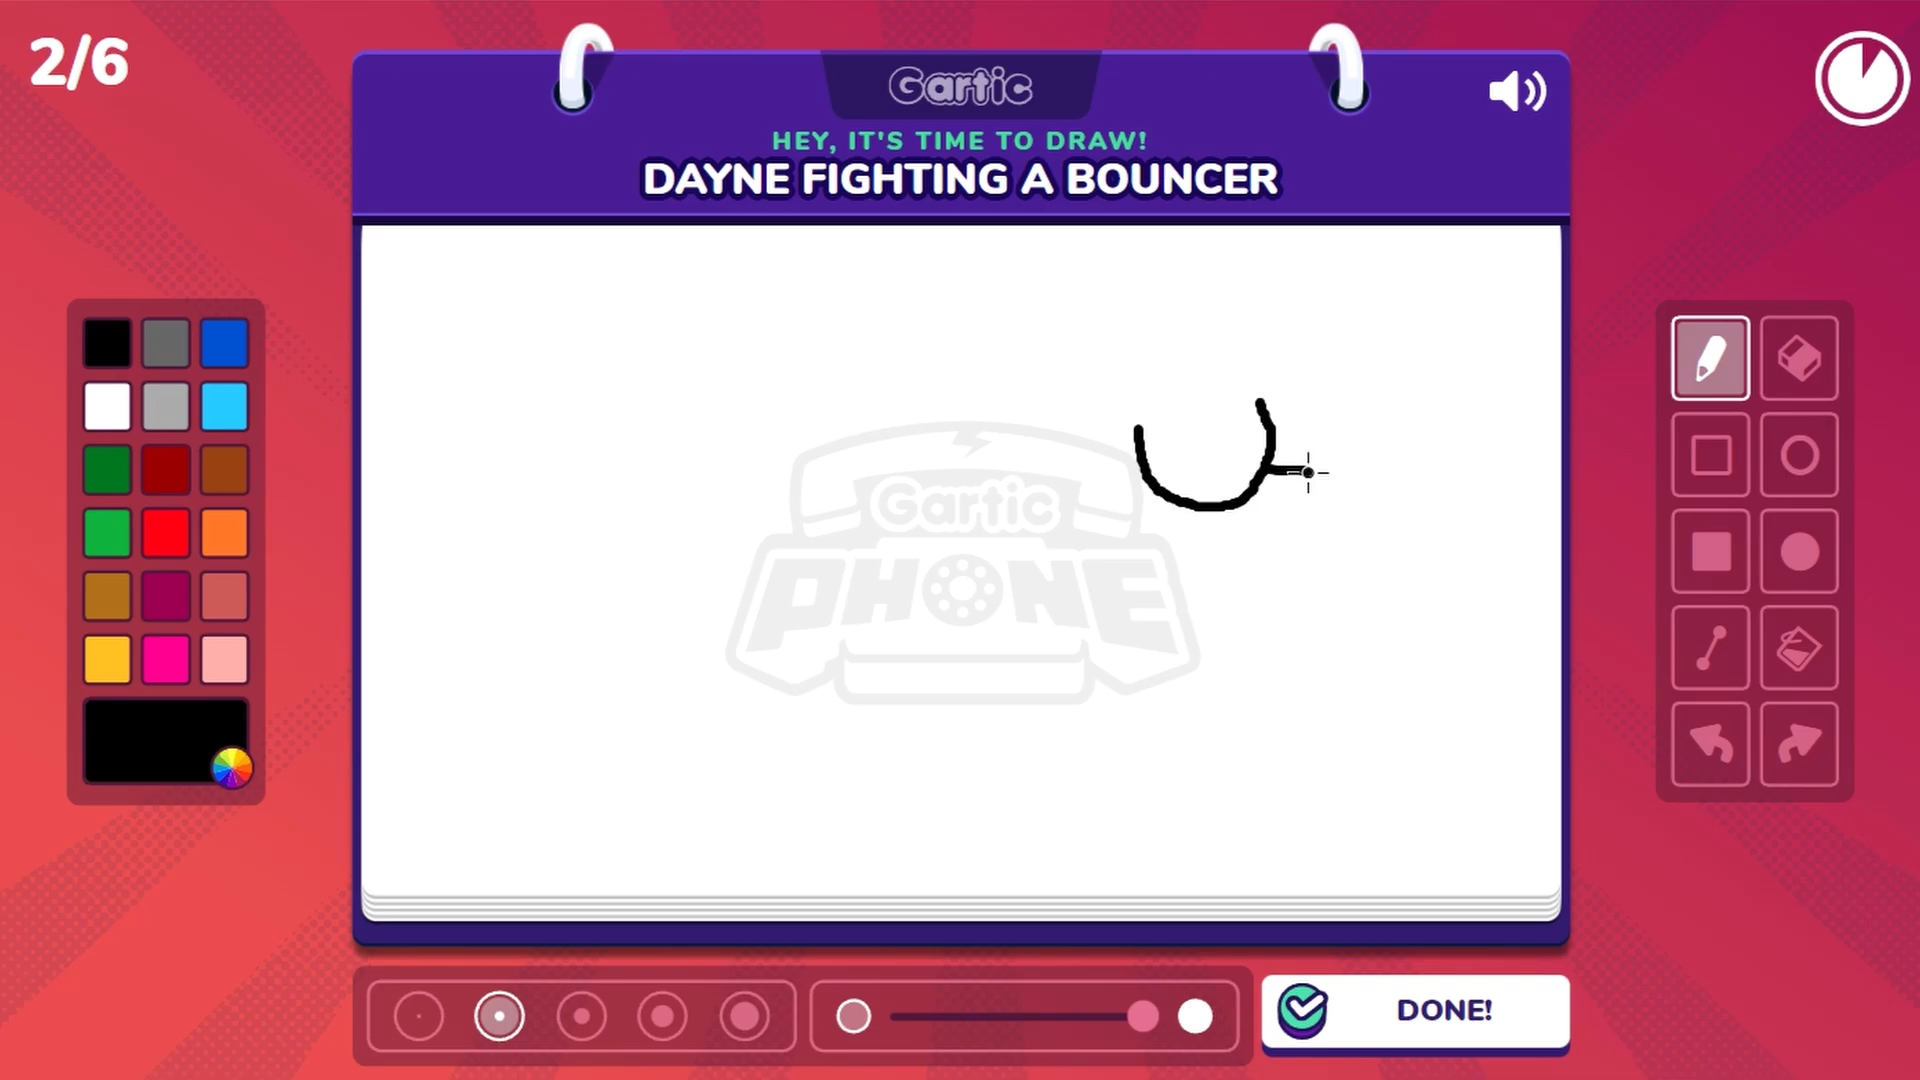 2/6
Gartic
HEY, IT'S TIME TO DRAW!
DAYNE FIGHTING A BOUNCER
Gartic
PHONE
DONE!